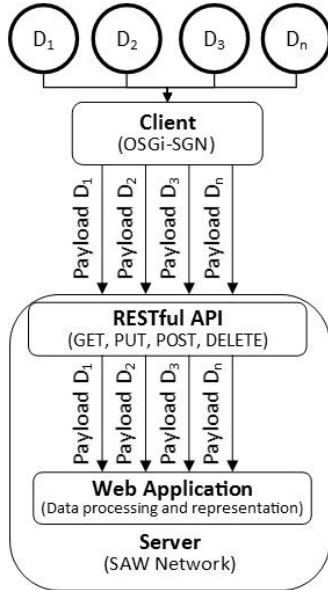 D1 D2 D3 Dn
Client
(OSGi-SGN)
Payload D1
Payload D2
Payload D3
Payload Dn
RESTful API
(GET, PUT, POST, DELETE)
Payload D1
Payload D2
Payload D3
Payload Dn
Web Application
(Data processing and representation)
Server
(SAW Network)